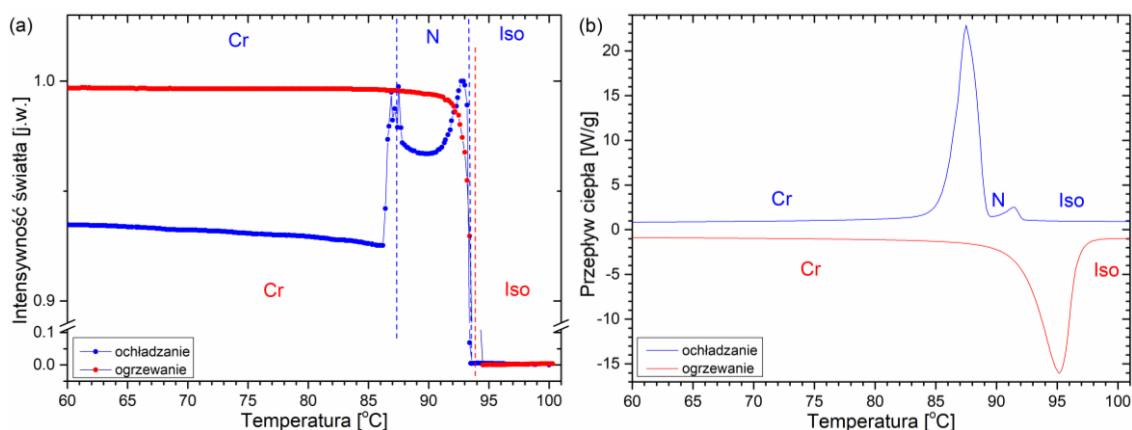 (a)
Cr
N
Iso
Iso
1.0
0.9
0.1
0.0
Intensywność światła [j.w.]
Cr
Iso
ochładzanie
ogrzewanie
60 65 70 75 80 85 90 95 100
Temperatura [°C]
(b)
20
15
10
5
0
-5
-10
-15
Przepływ ciepła [W/g]
Cr
N
Iso
Cr
Iso
ochładzanie
ogrzewanie
60 65 70 75 80 85 90 95 100
Temperatura [°C]